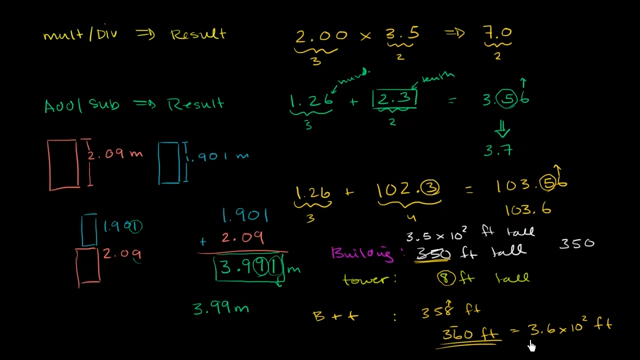 mult/Div ⇒ Result
2.00 × 3.5 ⇒ 7.0
3 2 2
Add/Sub ⇒ Result
1.26 + 2.3 = 3.56
3 2
3.7
2.09 m
1.901 m
1.26 + 102.3 = 103.56
3 4
103.6
1.901
2.09
1.901
+ 2.09
3.991 m
3.99 m
3.5 x 10² ft tall
Building: 350 ft tall 350
tower: 8 ft tall
B + t : 358 ft
360 ft = 3.6 x 10² ft